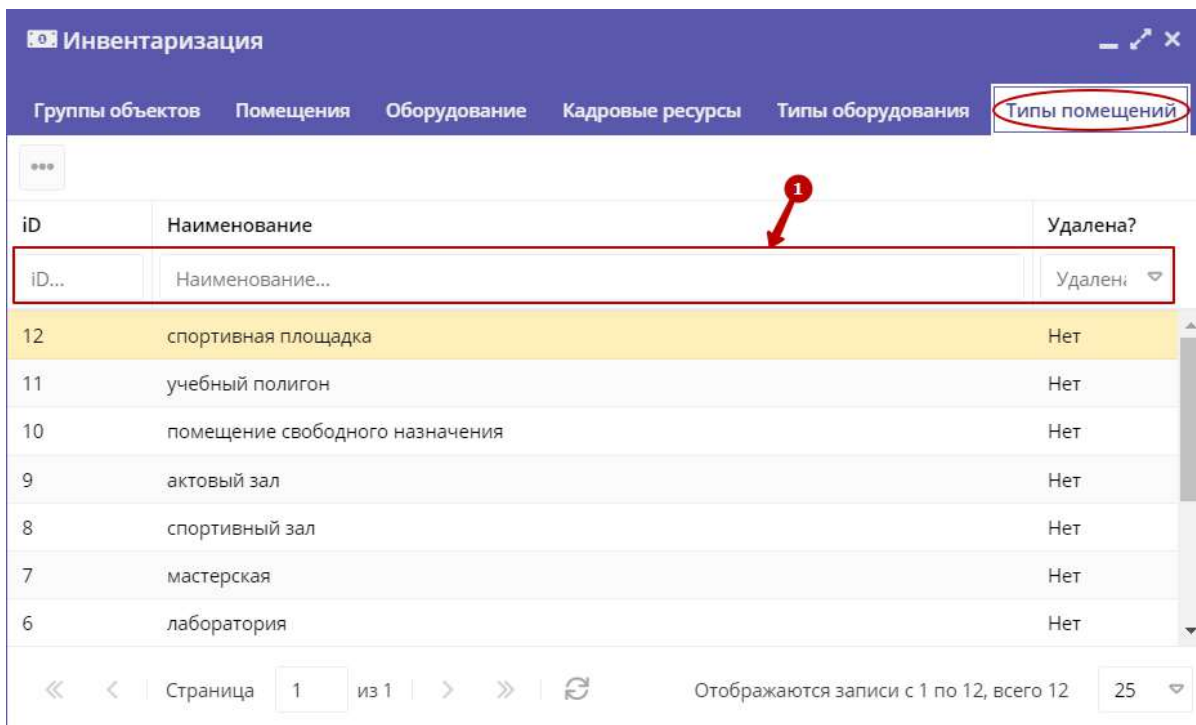 Инвентаризация
Группы объектов Помещения Оборудование Кадровые ресурсы Типы оборудования Типы помещений
1
iD Наименование Удалена?
iD... Наименование... Удалена
12 спортивная площадка Нет
11 учебный полигон Нет
10 помещение свободного назначения Нет
9 актовый зал Нет
8 спортивный зал Нет
7 мастерская Нет
6 лаборатория Нет
Страница 1 из 1 Отображаются записи с 1 по 12, всего 12 25